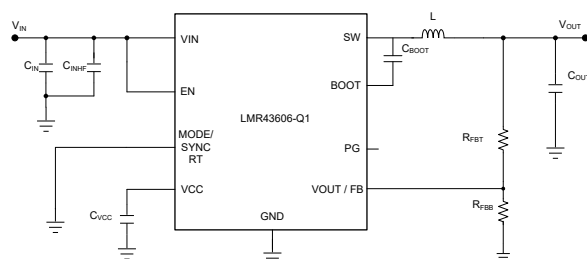 VIN
VIN
SW
L
VOUT
CIN
CINHF
CBOOT
COUT
EN
BOOT
LMR43606-Q1
MODE/
SYNC
RT
PG
RFBT
VCC
VOUT / FB
CVCC
RFBB
GND